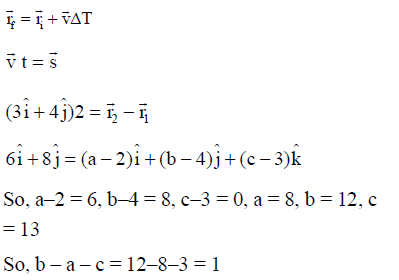 r⃗f = r⃗i + v⃗ΔT
v⃗ t = s⃗
(3î + 4ĵ)2 = r⃗2 − r⃗1
6î + 8ĵ = (a − 2)î + (b − 4)ĵ + (c − 3)k̂
So, a–2 = 6, b–4 = 8, c–3 = 0, a = 8, b = 12, c
= 13
So, b – a – c = 12–8–3 = 1